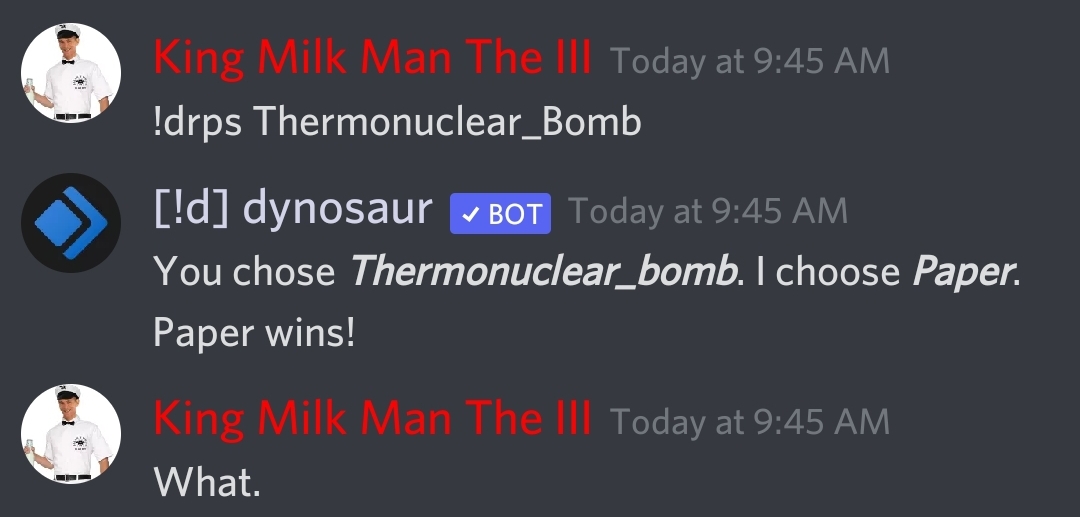 King Milk Man The III Today at 9:45 AM
!drps Thermonuclear_Bomb
[!d] dynosaur ✓ BOT Today at 9:45 AM
You chose Thermonuclear_bomb. I choose Paper.
Paper wins!
King Milk Man The III Today at 9:45 AM
What.